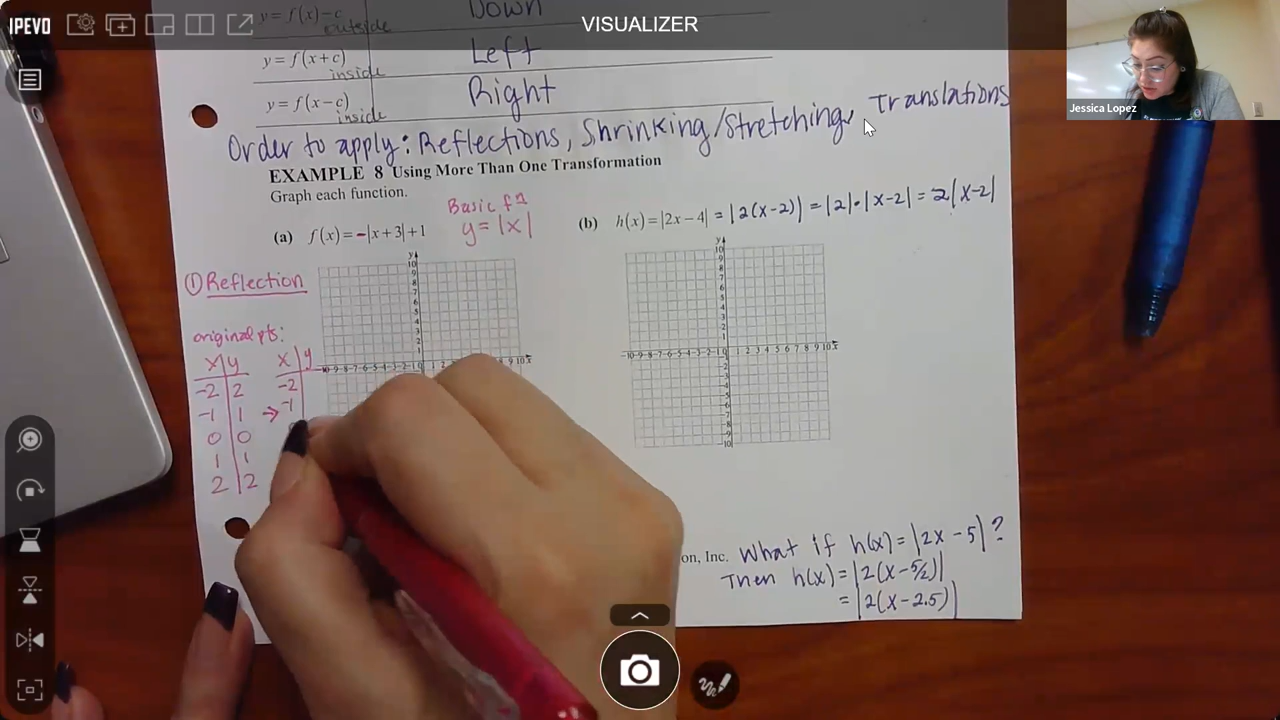 IPEVO
VISUALIZER
Jessica Lopez
y = f(x) − c
outside
Down
y = f(x + c)
inside
Left
y = f(x − c)
inside
Right
Order to apply: Reflections, Shrinking/Stretching, Translations
EXAMPLE 8 Using More Than One Transformation
Graph each function.
Basic fn
y = |x|
(a) f(x) = −|x + 3| + 1
(b) h(x) = |2x − 4| = |2(x−2)| = |2|•|x−2| = 2|x−2|
① Reflection
original pts:
x | y
-2 | 2
-1 | 1
0 | 0
1 | 1
2 | 2
→
x | y
-2
-1
on, Inc.
What if h(x) = |2x − 5| ?
Then h(x) = |2(x − 5/2)|
= |2(x − 2.5)|